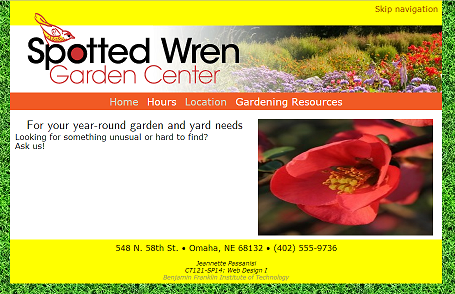 Skip navigation
Spotted Wren
Garden Center
Home Hours Location Gardening Resources
For your year-round garden and yard needs
Looking for something unusual or hard to find?
Ask us!
548 N. 58th St. • Omaha, NE 68132 • (402) 555-9736
Jeannette Passanisi
CT121-SP14: Web Design I
Benjamin Franklin Institute of Technology